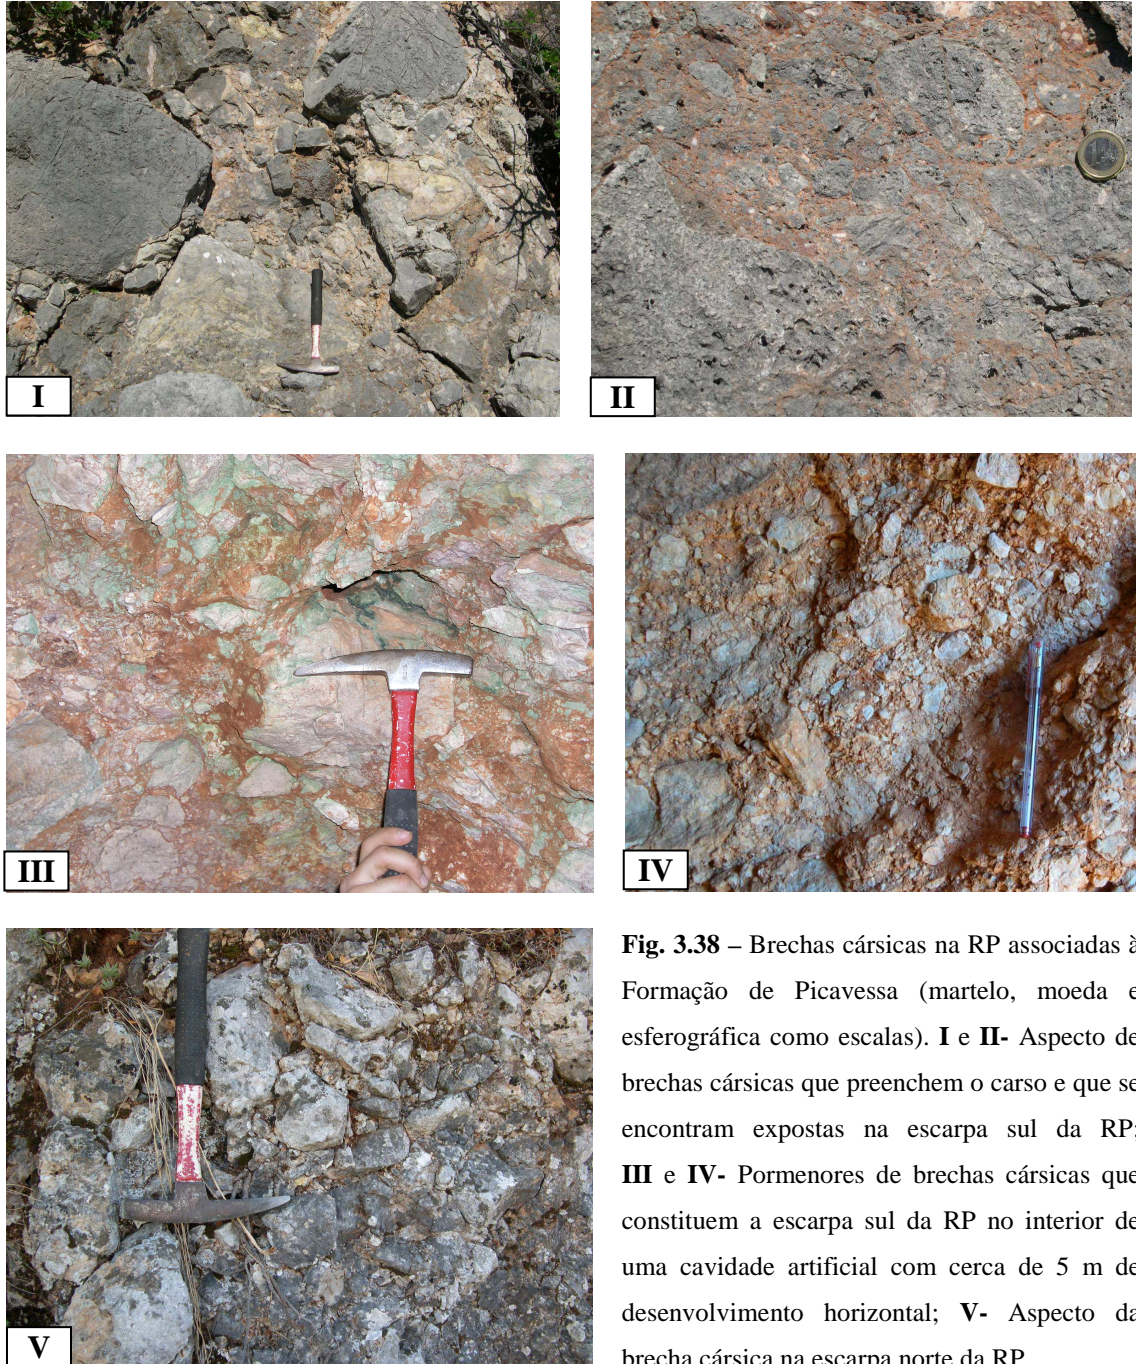 I
II
III
IV
V
Fig. 3.38 – Brechas cársicas na RP associadas à
Formação de Picavessa (martelo, moeda e
esferográfica como escalas). I e II- Aspecto de
brechas cársicas que preenchem o carso e que se
encontram expostas na escarpa sul da RP;
III e IV- Pormenores de brechas cársicas que
constituem a escarpa sul da RP no interior de
uma cavidade artificial com cerca de 5 m de
desenvolvimento horizontal; V- Aspecto da
brecha cársica na escarpa norte da RP